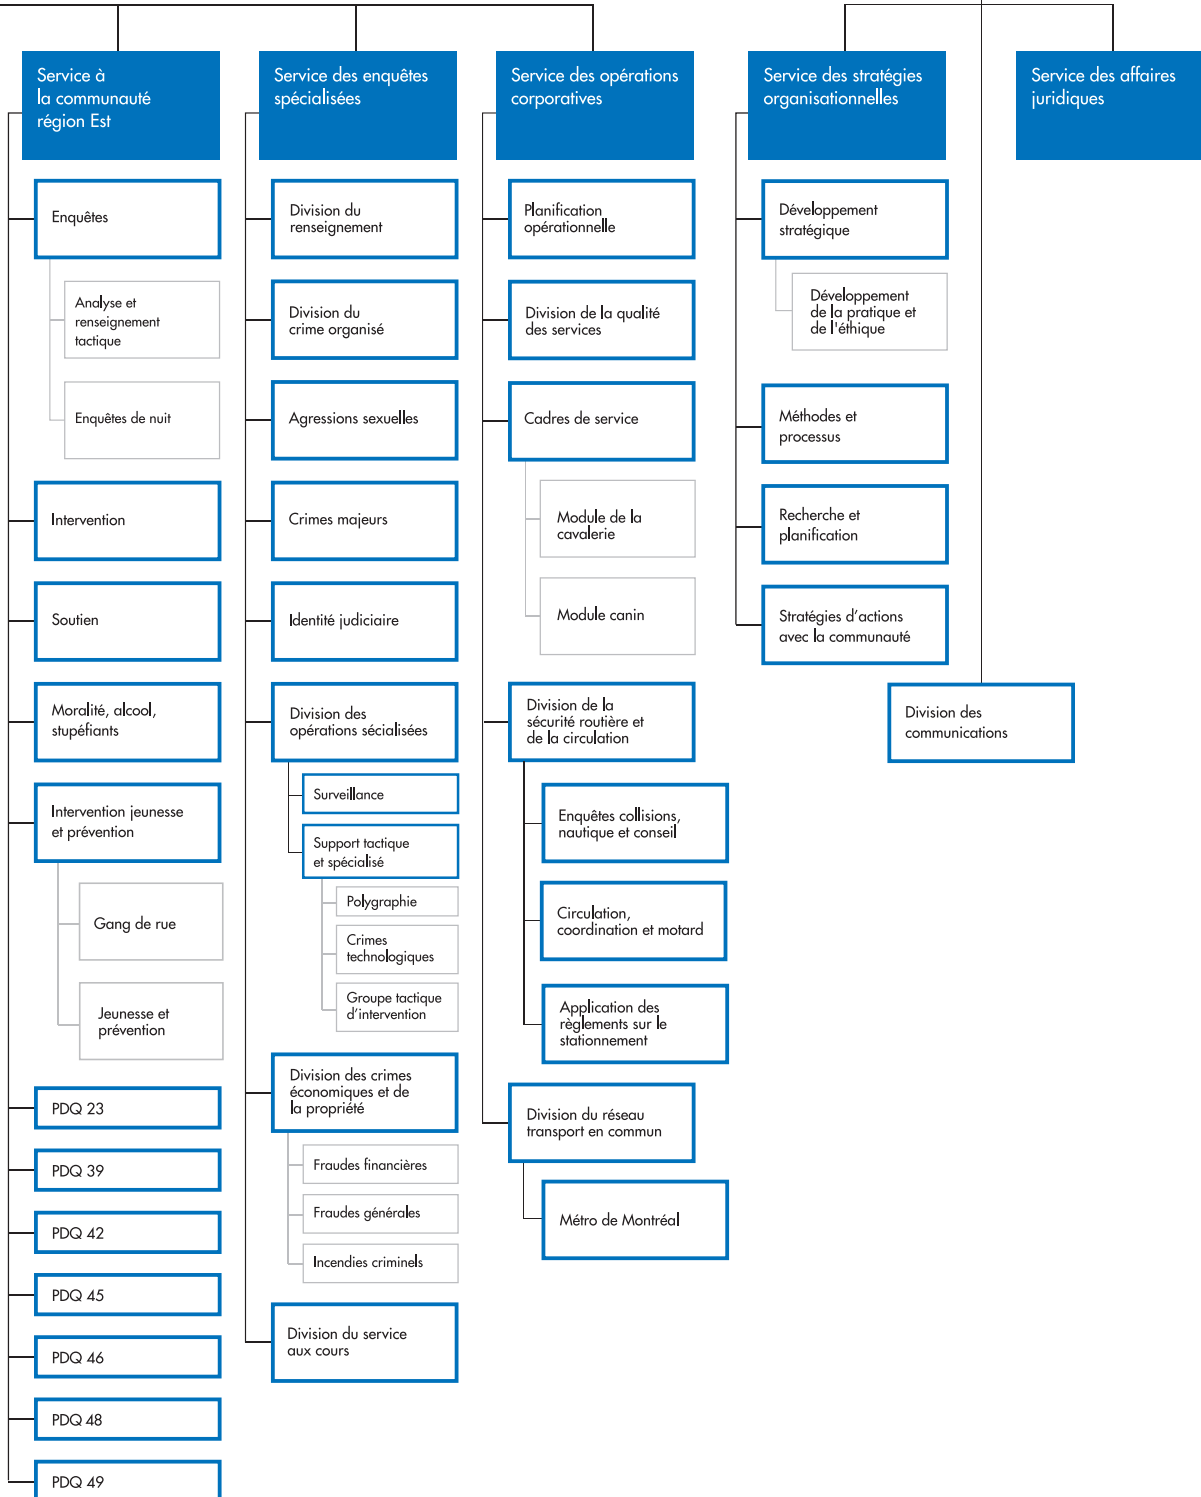 Service à
la communauté
région Est
Enquêtes
Analyse et
renseignement
tactique
Enquêtes de nuit
Intervention
Soutien
Moralité, alcool,
stupéfiants
Intervention jeunesse
et prévention
Gang de rue
Jeunesse et
prévention
PDQ 23
PDQ 39
PDQ 42
PDQ 45
PDQ 46
PDQ 48
PDQ 49
Service des enquêtes
spécialisées
Division du
renseignement
Division du
crime organisé
Agressions sexuelles
Crimes majeurs
Identité judiciaire
Division des
opérations sécialisées
Surveillance
Support tactique
et spécialisé
Polygraphie
Crimes
technologiques
Groupe tactique
d'intervention
Division des crimes
économiques et de
la propriété
Fraudes financières
Fraudes générales
Incendies criminels
Division du service
aux cours
Service des opérations
corporatives
Planification
opérationnelle
Division de la qualité
des services
Cadres de service
Module de la
cavalerie
Module canin
Division de la
sécurité routière et
de la circulation
Enquêtes collisions,
nautique et conseil
Circulation,
coordination et motard
Application des
règlements sur le
stationnement
Division du réseau
transport en commun
Métro de Montréal
Service des stratégies
organisationnelles
Développement
stratégique
Développement
de la pratique et
de l'éthique
Méthodes et
processus
Recherche et
planification
Stratégies d’actions
avec la communauté
Division des
communications
Service des affaires
juridiques